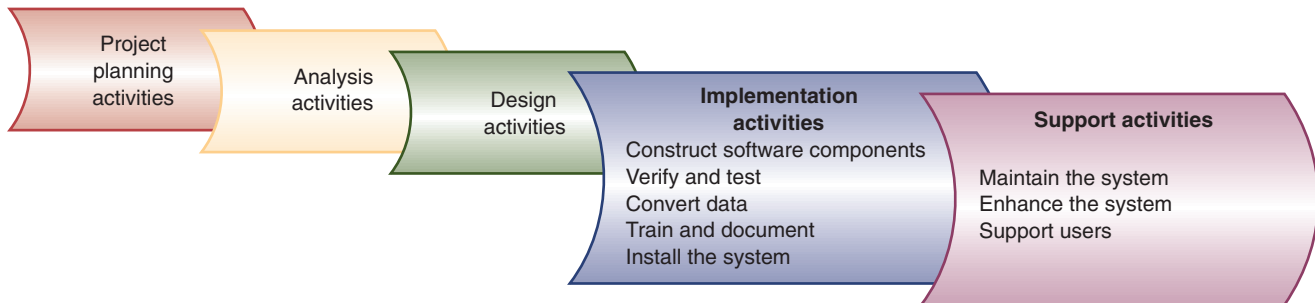 Project
planning
activities
Analysis
activities
Design
activities
Implementation
activities
Construct software components
Verify and test
Convert data
Train and document
Install the system
Support activities
Maintain the system
Enhance the system
Support users